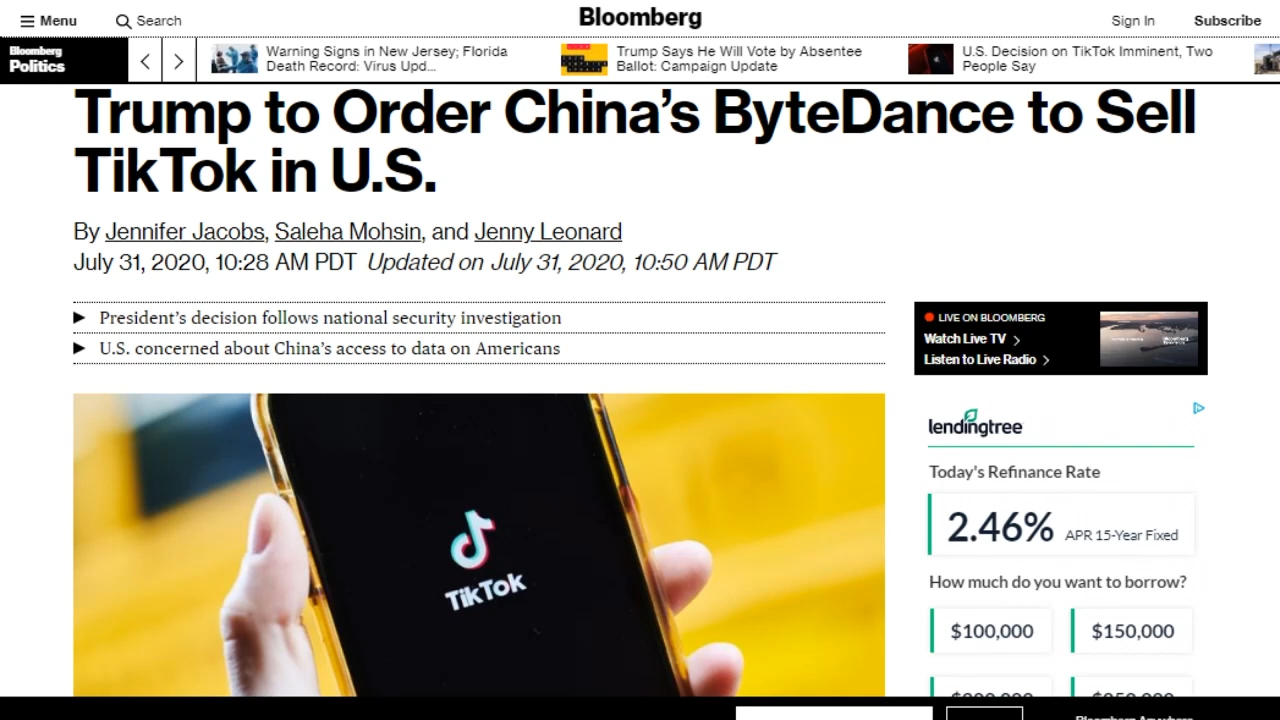 Menu
Search
Bloomberg
Sign In
Subscribe
Bloomberg
Politics
Warning Signs in New Jersey; Florida
Death Record: Virus Upd...
Trump Says He Will Vote by Absentee
Ballot: Campaign Update
U.S. Decision on TikTok Imminent, Two
People Say
Trump to Order China's ByteDance to Sell
TikTok in U.S.
By Jennifer Jacobs, Saleha Mohsin, and Jenny Leonard
July 31, 2020, 10:28 AM PDT Updated on July 31, 2020, 10:50 AM PDT
President's decision follows national security investigation
U.S. concerned about China's access to data on Americans
LIVE ON BLOOMBERG
Watch Live TV
Listen to Live Radio
TikTok
lendingtree
Today's Refinance Rate
2.46% APR 15-Year Fixed
How much do you want to borrow?
$100,000
$150,000
Bloomberg Anywhere